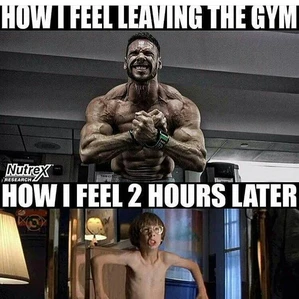 HOW I FEEL LEAVING THE GYM
Nutrex
RESEARCH
HOW I FEEL 2 HOURS LATER